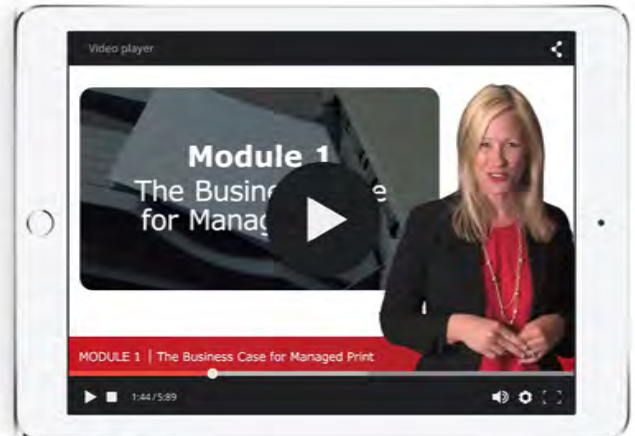 Video player
Module 1
The Busin e
for Manag
MODULE 1 | The Business Case for Managed Print
1:44/5:89